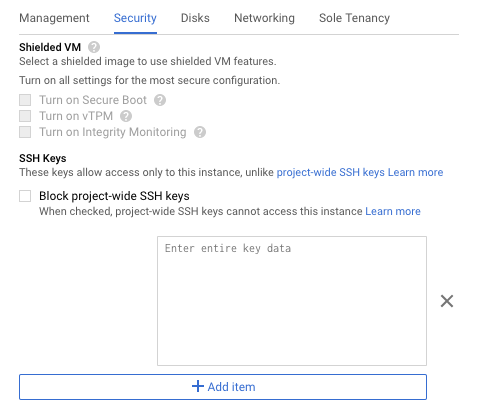 Management Security Disks Networking Sole Tenancy
Shielded VM ?
Select a shielded image to use shielded VM features.
Turn on all settings for the most secure configuration.
Turn on Secure Boot ?
Turn on vTPM ?
Turn on Integrity Monitoring ?
SSH Keys
These keys allow access only to this instance, unlike project-wide SSH keys Learn more
Block project-wide SSH keys
When checked, project-wide SSH keys cannot access this instance Learn more
Enter entire key data
Add item